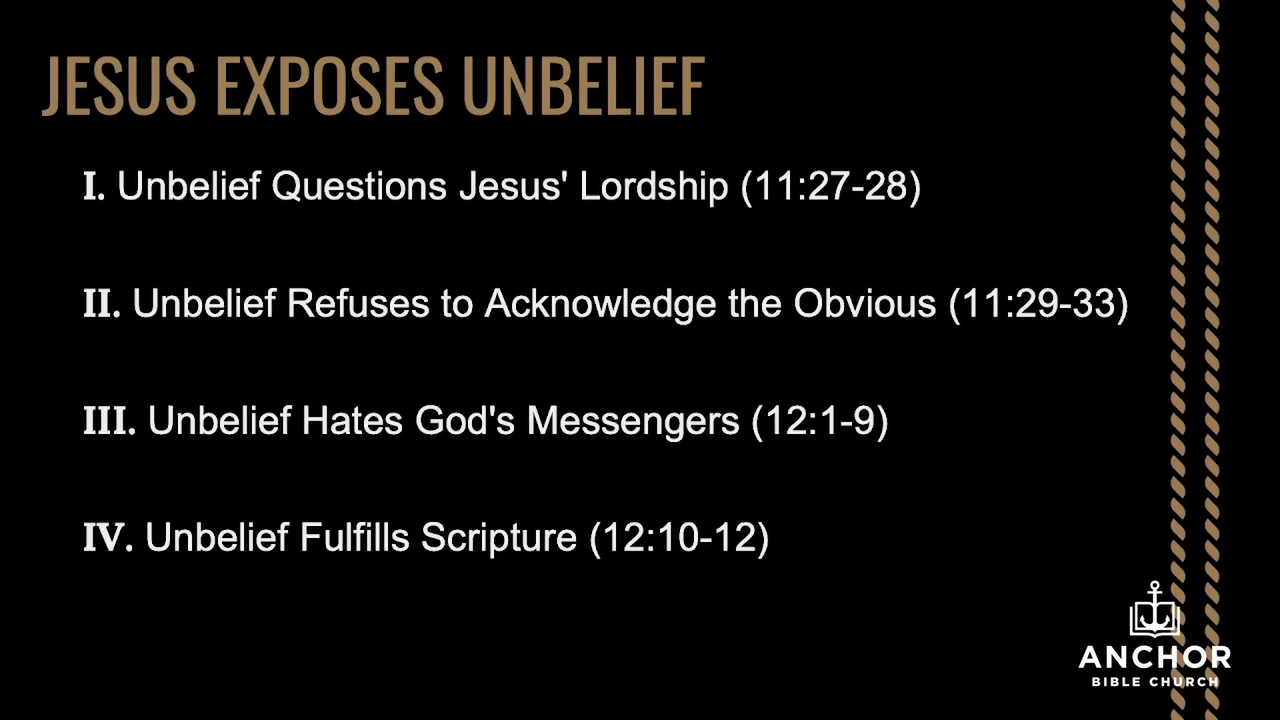 JESUS EXPOSES UNBELIEF
I. Unbelief Questions Jesus' Lordship (11:27-28)
II. Unbelief Refuses to Acknowledge the Obvious (11:29-33)
III. Unbelief Hates God's Messengers (12:1-9)
IV. Unbelief Fulfills Scripture (12:10-12)
ANCHOR
BIBLE CHURCH